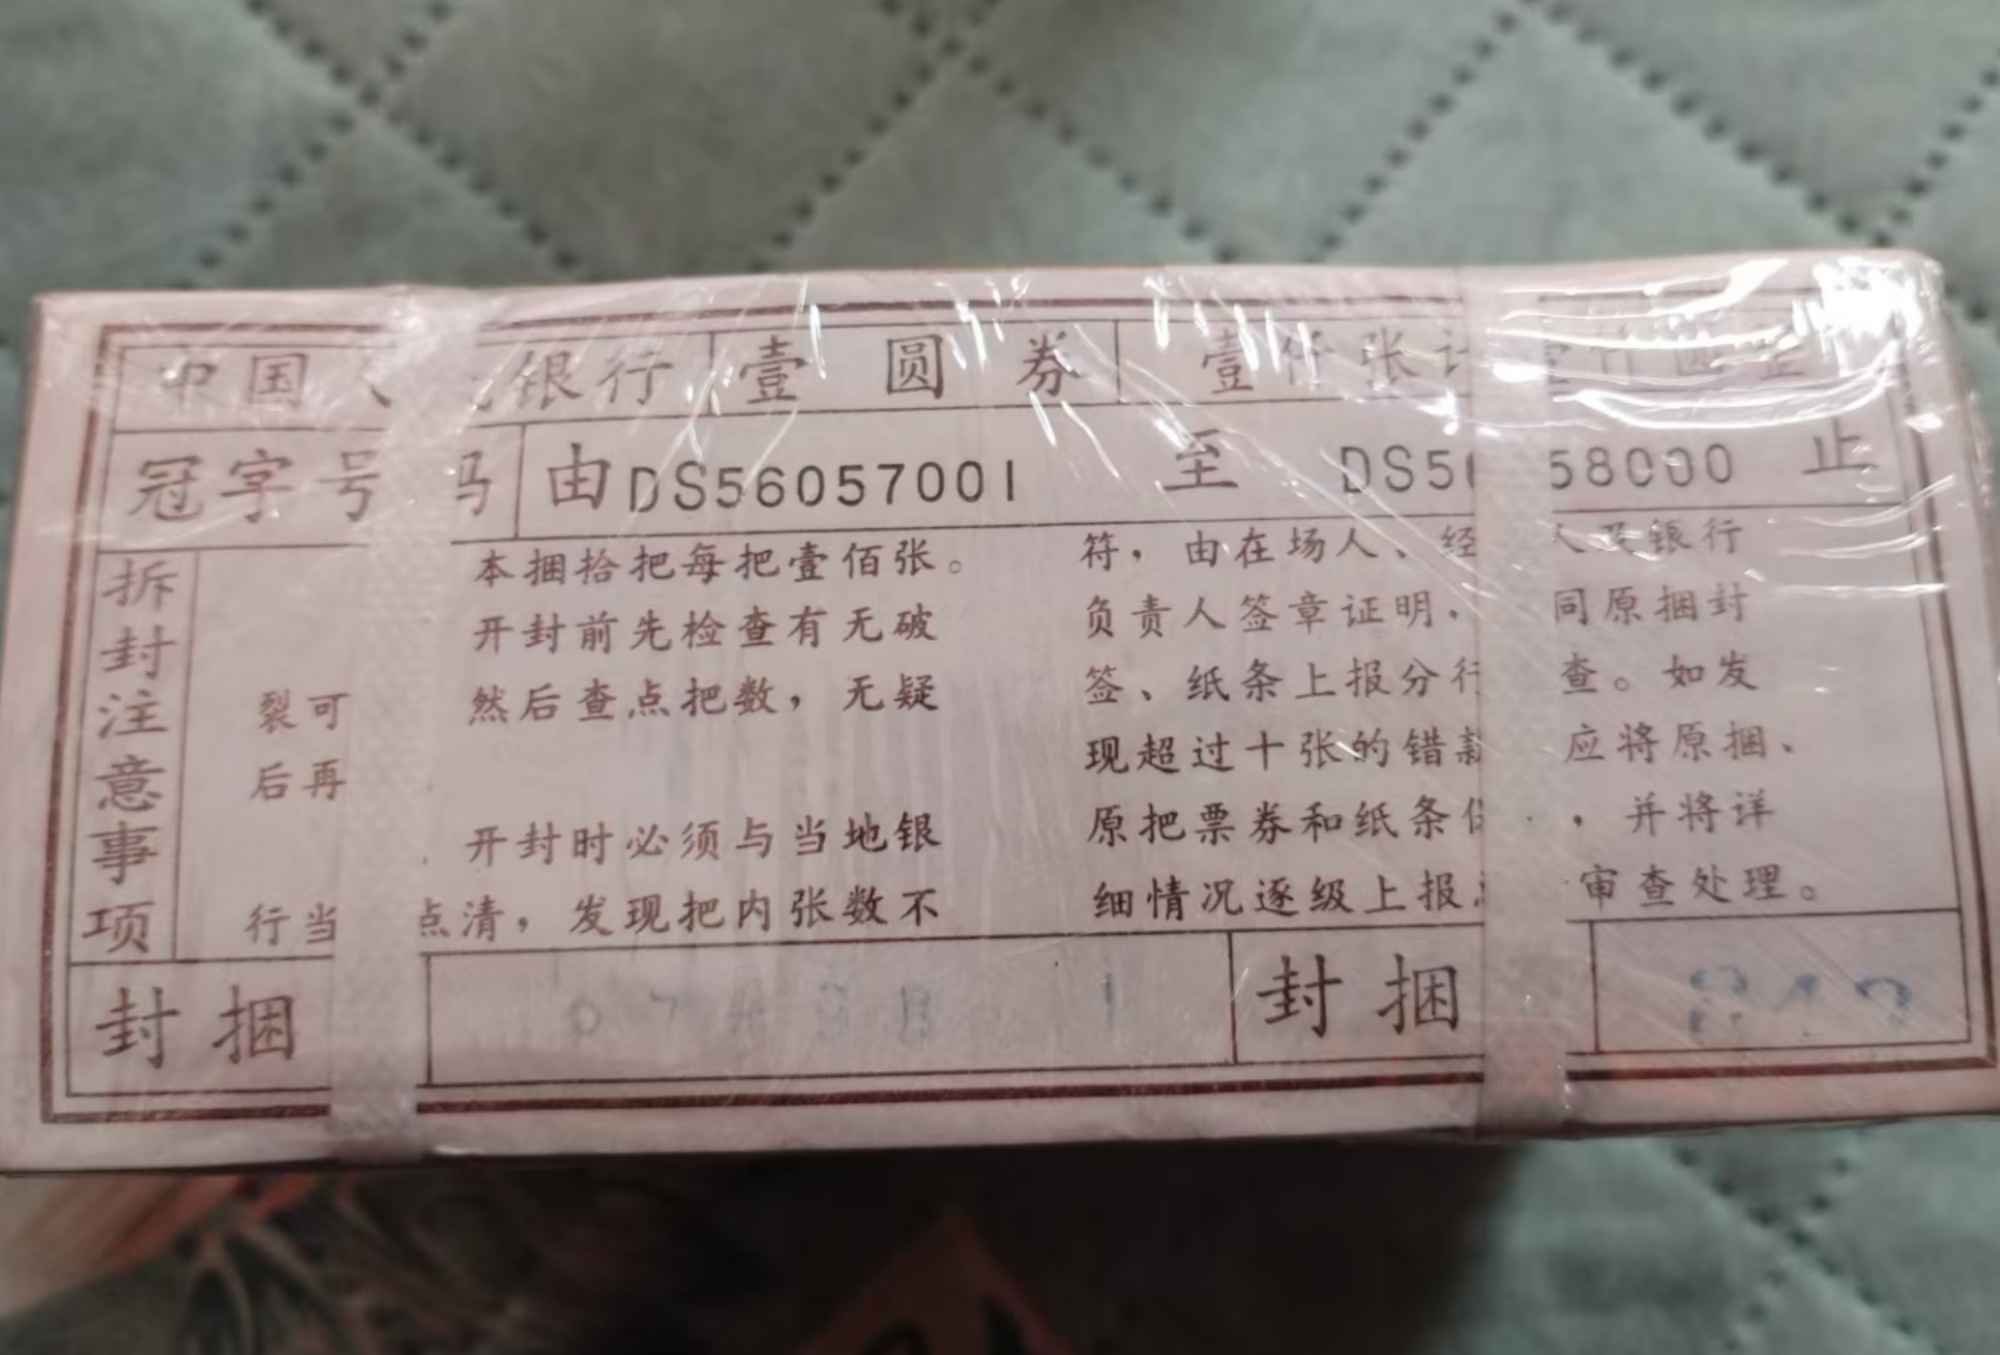 中国人民银行 壹圆券 壹仟张计
冠字号码 由DS56057001 至 DS56058000 止
拆封注意事项
本捆拾把每把壹佰张。
开封前先检查有无破
裂可 然后查点把数，无疑
后再
开封时必须与当地银
行当 点清，发现把内张数不
符，由在场人、经 人及银行
负责人签章证明， 同原捆封
签、纸条上报分行 查。如发
现超过十张的错款 应将原捆、
原把票券和纸条保 ，并将详
细情况逐级上报 审查处理。
封捆 封捆